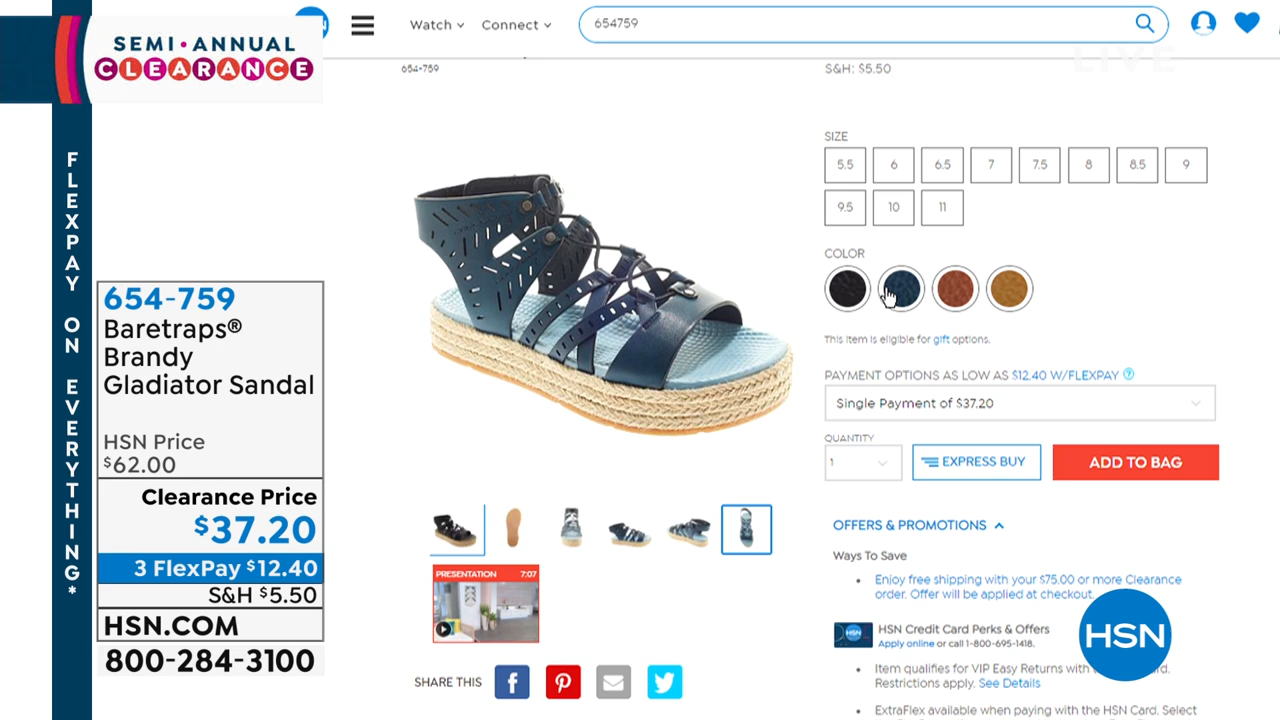 SEMI•ANNUAL
CLEARANCE
FLEXPAY ON EVERYTHING*
654-759
Baretraps®
Brandy
Gladiator Sandal
HSN Price
$62.00
Clearance Price
$37.20
3 FlexPay $12.40
S&H $5.50
HSN.COM
800-284-3100
Watch
Connect
654759
LIVE
654-759
S&H: $5.50
SIZE
5.5 6 6.5 7 7.5 8 8.5 9
9.5 10 11
COLOR
This item is eligible for gift options.
PAYMENT OPTIONS AS LOW AS $12.40 W/FLEXPAY ?
Single Payment of $37.20
QUANTITY
1
EXPRESS BUY
ADD TO BAG
OFFERS & PROMOTIONS
Ways To Save
• Enjoy free shipping with your $75.00 or more Clearance
order. Offer will be applied at checkout.
HSN
HSN Credit Card Perks & Offers
Apply online or call 1-800-695-1418.
• Item qualifies for VIP Easy Returns with
Restrictions apply. See Details
• ExtraFlex available when paying with the HSN Card. Select
HSN
PRESENTATION 7:07
SHARE THIS